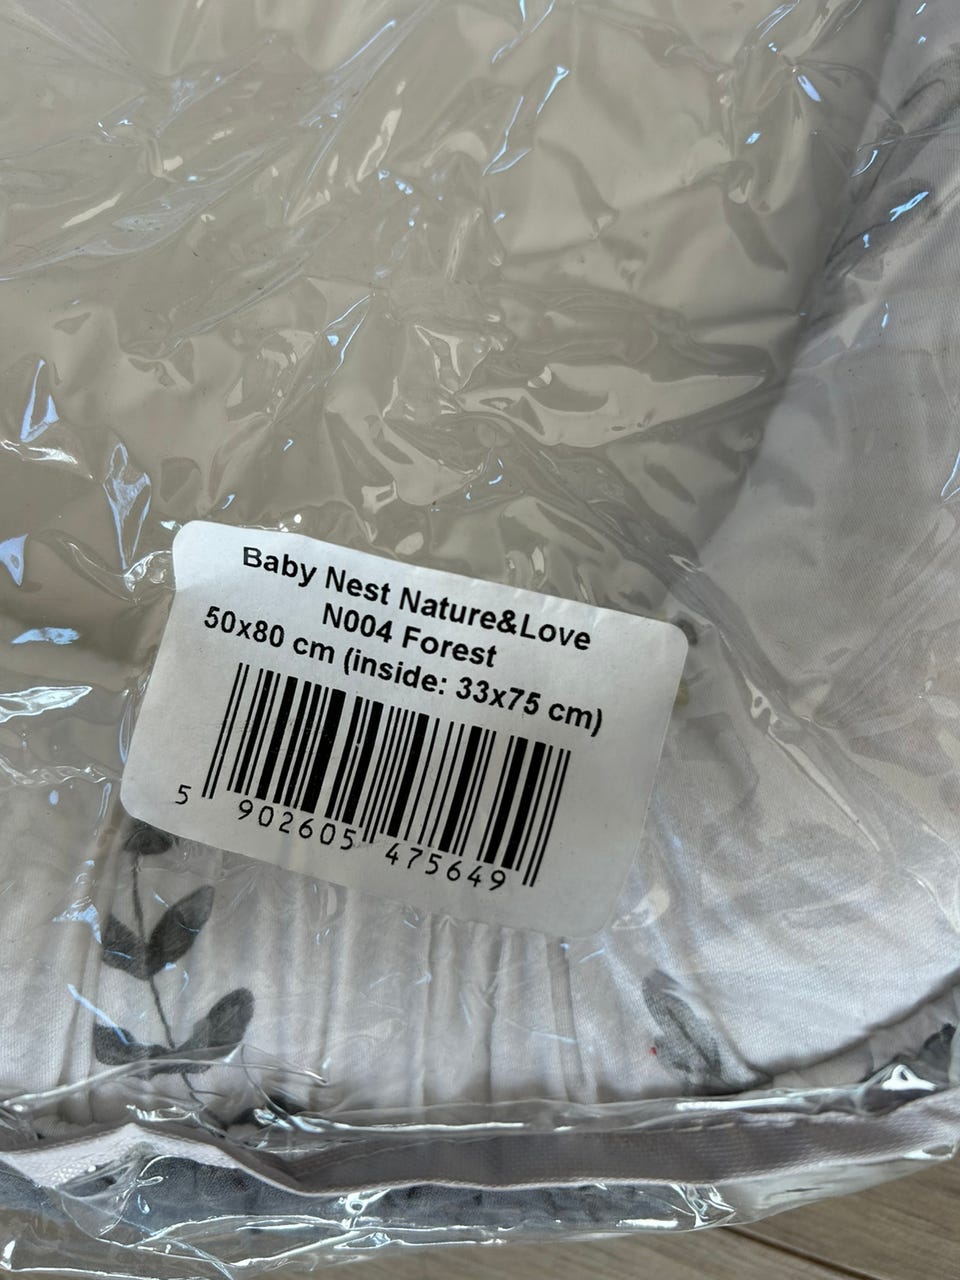 Baby Nest Nature&Love
N004 Forest
50x80 cm (inside: 33x75 cm)
5 902605 475649